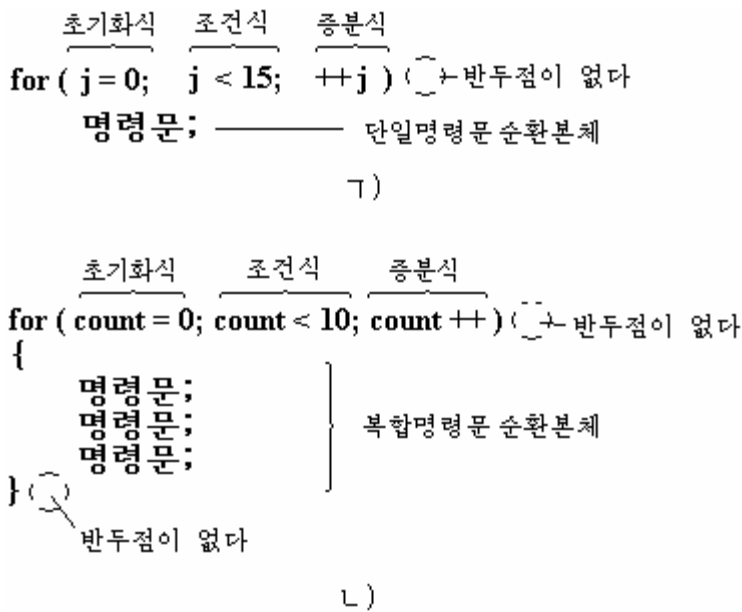 초기화식 조건식 증분식
for ( j = 0; j < 15; ++j ) 반두점이 없다
명령문; 단일명령문 순환본체
ㄱ)
초기화식 조건식 증분식
for ( count = 0; count < 10; count ++ ) 반두점이 없다
{
명령문;
명령문; 복합명령문 순환본체
명령문;
}
반두점이 없다
ㄴ)